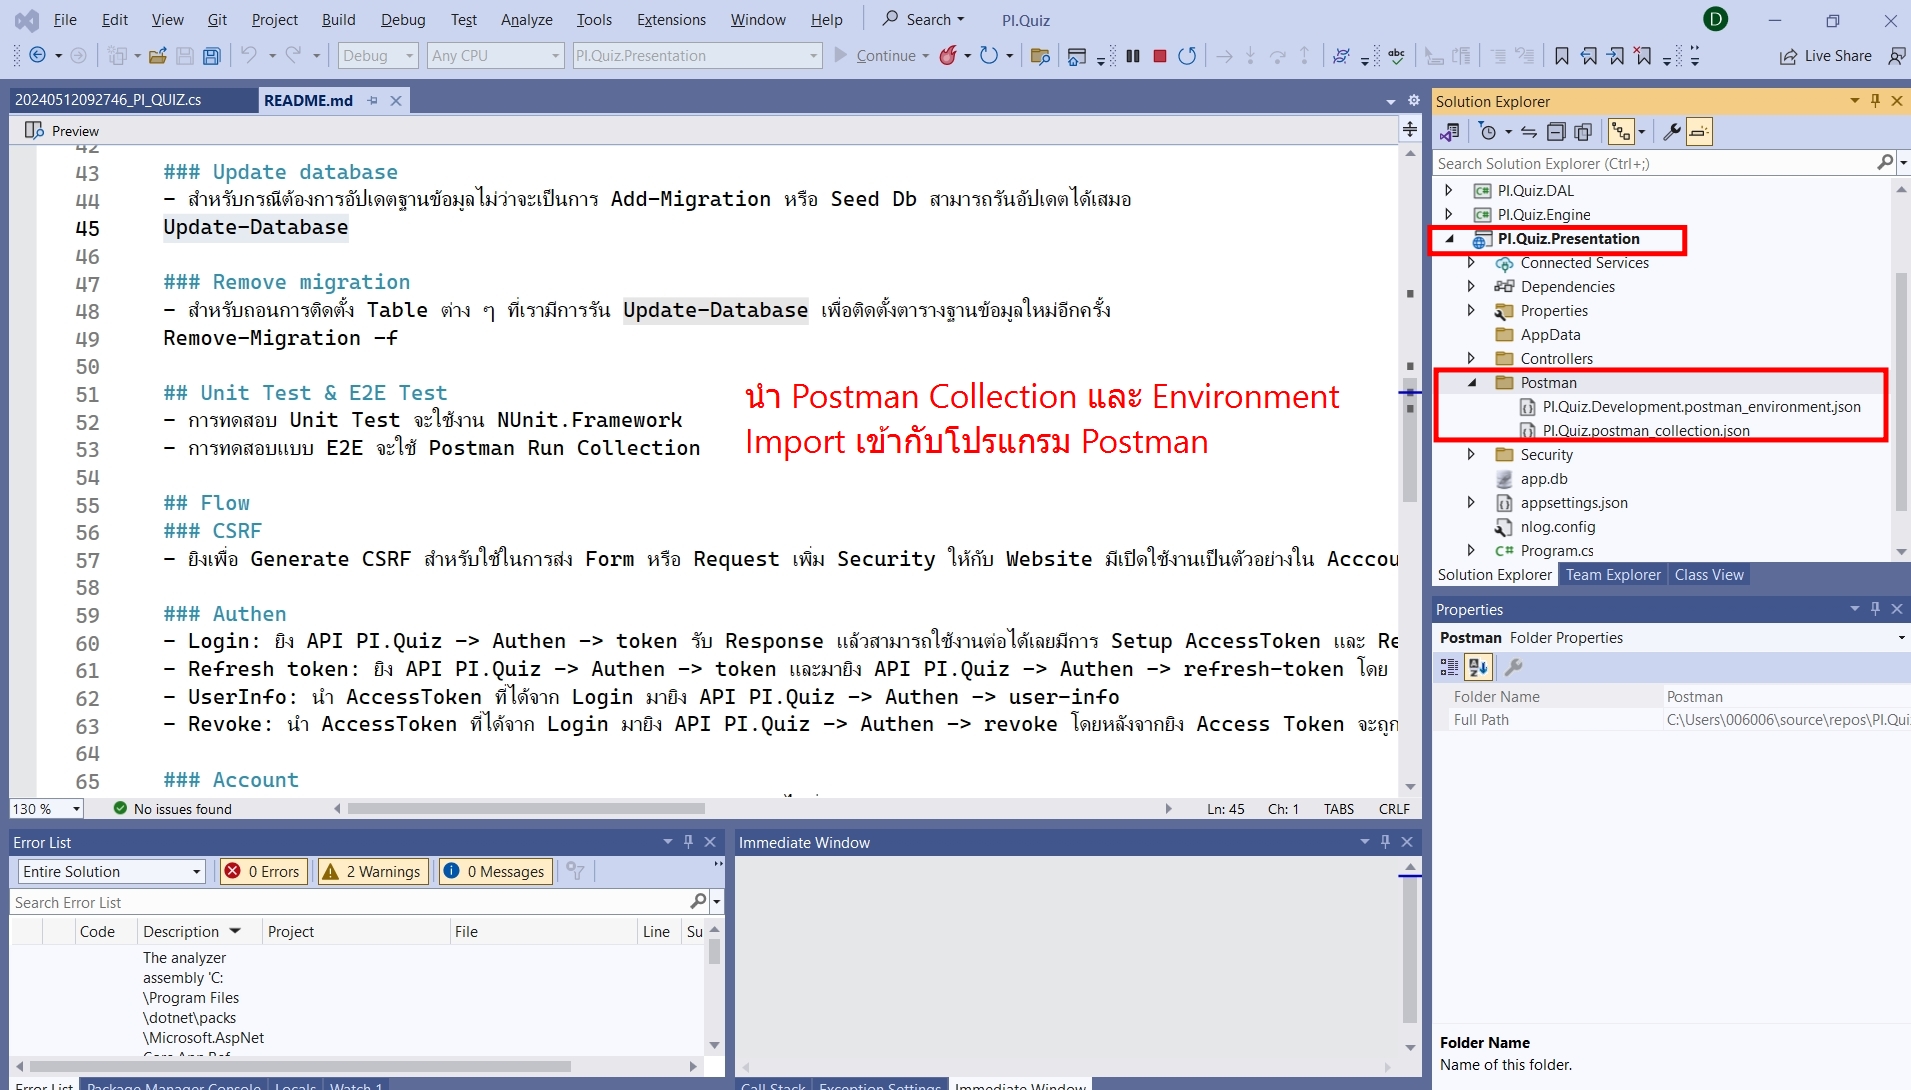 File Edit View Git Project Build Debug Test Analyze Tools Extensions Window Help Search PI.Quiz D
Debug Any CPU PI.Quiz.Presentation Continue abc Live Share
20240512092746_PI_QUIZ.cs README.md
Preview
42
43 ### Update database
44 - สำหรับกรณีต้องการอัปเดตฐานข้อมูลไม่ว่าจะเป็นการ Add-Migration หรือ Seed Db สามารถรันอัปเดตได้เสมอ
45 Update-Database
46
47 ### Remove migration
48 - สำหรับถอนการติดตั้ง Table ต่าง ๆ ที่เรามีการรัน Update-Database เพื่อติดตั้งตารางฐานข้อมูลใหม่อีกครั้ง
49 Remove-Migration -f
50
51 ## Unit Test & E2E Test
52 - การทดสอบ Unit Test จะใช้งาน NUnit.Framework
53 - การทดสอบแบบ E2E จะใช้ Postman Run Collection
54
55 ## Flow
56 ### CSRF
57 - ยิงเพื่อ Generate CSRF สำหรับใช้ในการส่ง Form หรือ Request เพิ่ม Security ให้กับ Website มีเปิดใช้งานเป็นตัวอย่างใน Acccou
58
59 ### Authen
60 - Login: ยิง API PI.Quiz -> Authen -> token รับ Response แล้วสามารถใช้งานต่อได้เลยมีการ Setup AccessToken และ Re
61 - Refresh token: ยิง API PI.Quiz -> Authen -> token และมายิง API PI.Quiz -> Authen -> refresh-token โดย
62 - UserInfo: นำ AccessToken ที่ได้จาก Login มายิง API PI.Quiz -> Authen -> user-info
63 - Revoke: นำ AccessToken ที่ได้จาก Login มายิง API PI.Quiz -> Authen -> revoke โดยหลังจากยิง Access Token จะถูก
64
65 ### Account
นำ Postman Collection และ Environment
Import เข้ากับโปรแกรม Postman
130 % No issues found Ln: 45 Ch: 1 TABS CRLF
Solution Explorer
Search Solution Explorer (Ctrl+;)
PI.Quiz.DAL
PI.Quiz.Engine
PI.Quiz.Presentation
Connected Services
Dependencies
Properties
AppData
Controllers
Postman
PI.Quiz.Development.postman_environment.json
PI.Quiz.postman_collection.json
Security
app.db
appsettings.json
nlog.config
C# Program.cs
Solution Explorer Team Explorer Class View
Properties
Postman Folder Properties
Folder Name Postman
Full Path C:\Users\006006\source\repos\PI.Qui
Folder Name
Name of this folder.
Error List
Entire Solution 0 Errors 2 Warnings 0 Messages
Search Error List
Code Description Project File Line Su
The analyzer
assembly 'C:
\Program Files
\dotnet\packs
\Microsoft.AspNet
Core.App.Ref
Error List Package Manager Console Locals Watch 1
Immediate Window
Call Stack Exception Settings Immediate Window